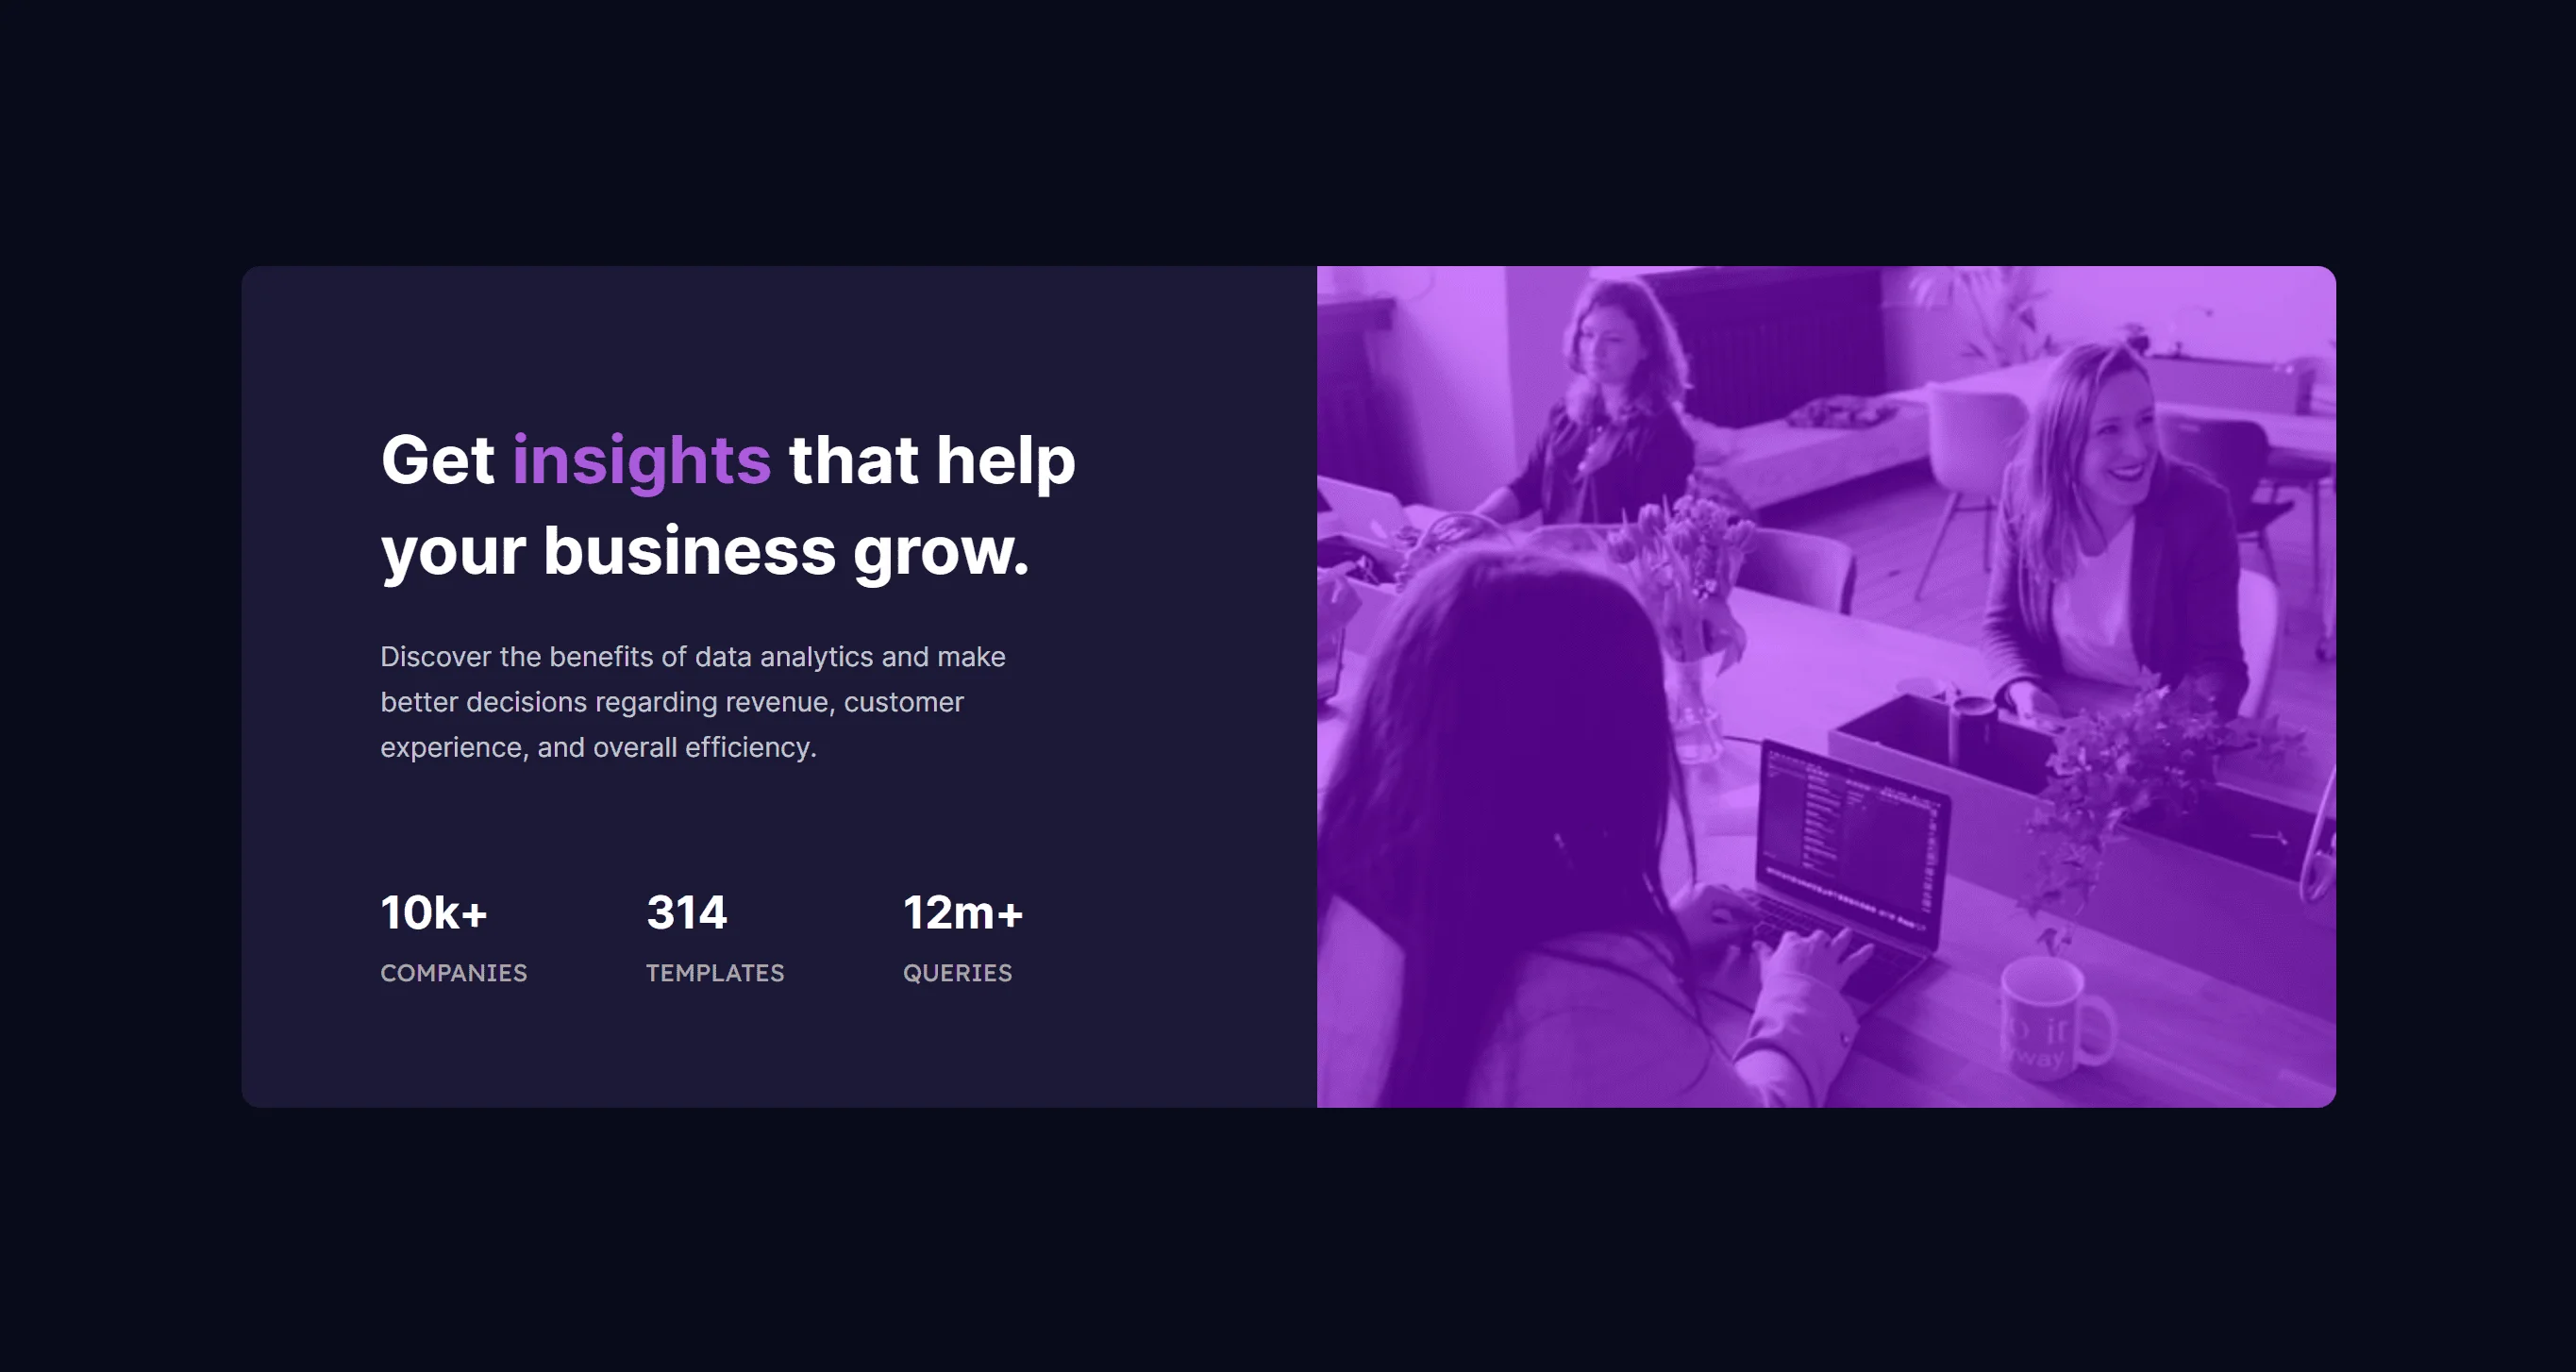 Get insights that help
your business grow.
Discover the benefits of data analytics and make
better decisions regarding revenue, customer
experience, and overall efficiency.
10k+ 314 12m+
COMPANIES TEMPLATES QUERIES